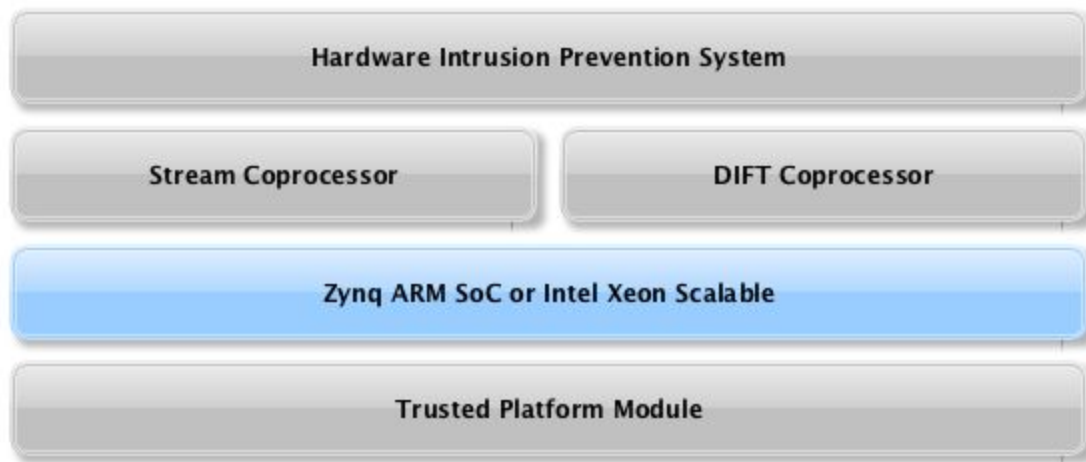 Hardware Intrusion Prevention System
Stream Coprocessor
DIFT Coprocessor
Zynq ARM SoC or Intel Xeon Scalable
Trusted Platform Module